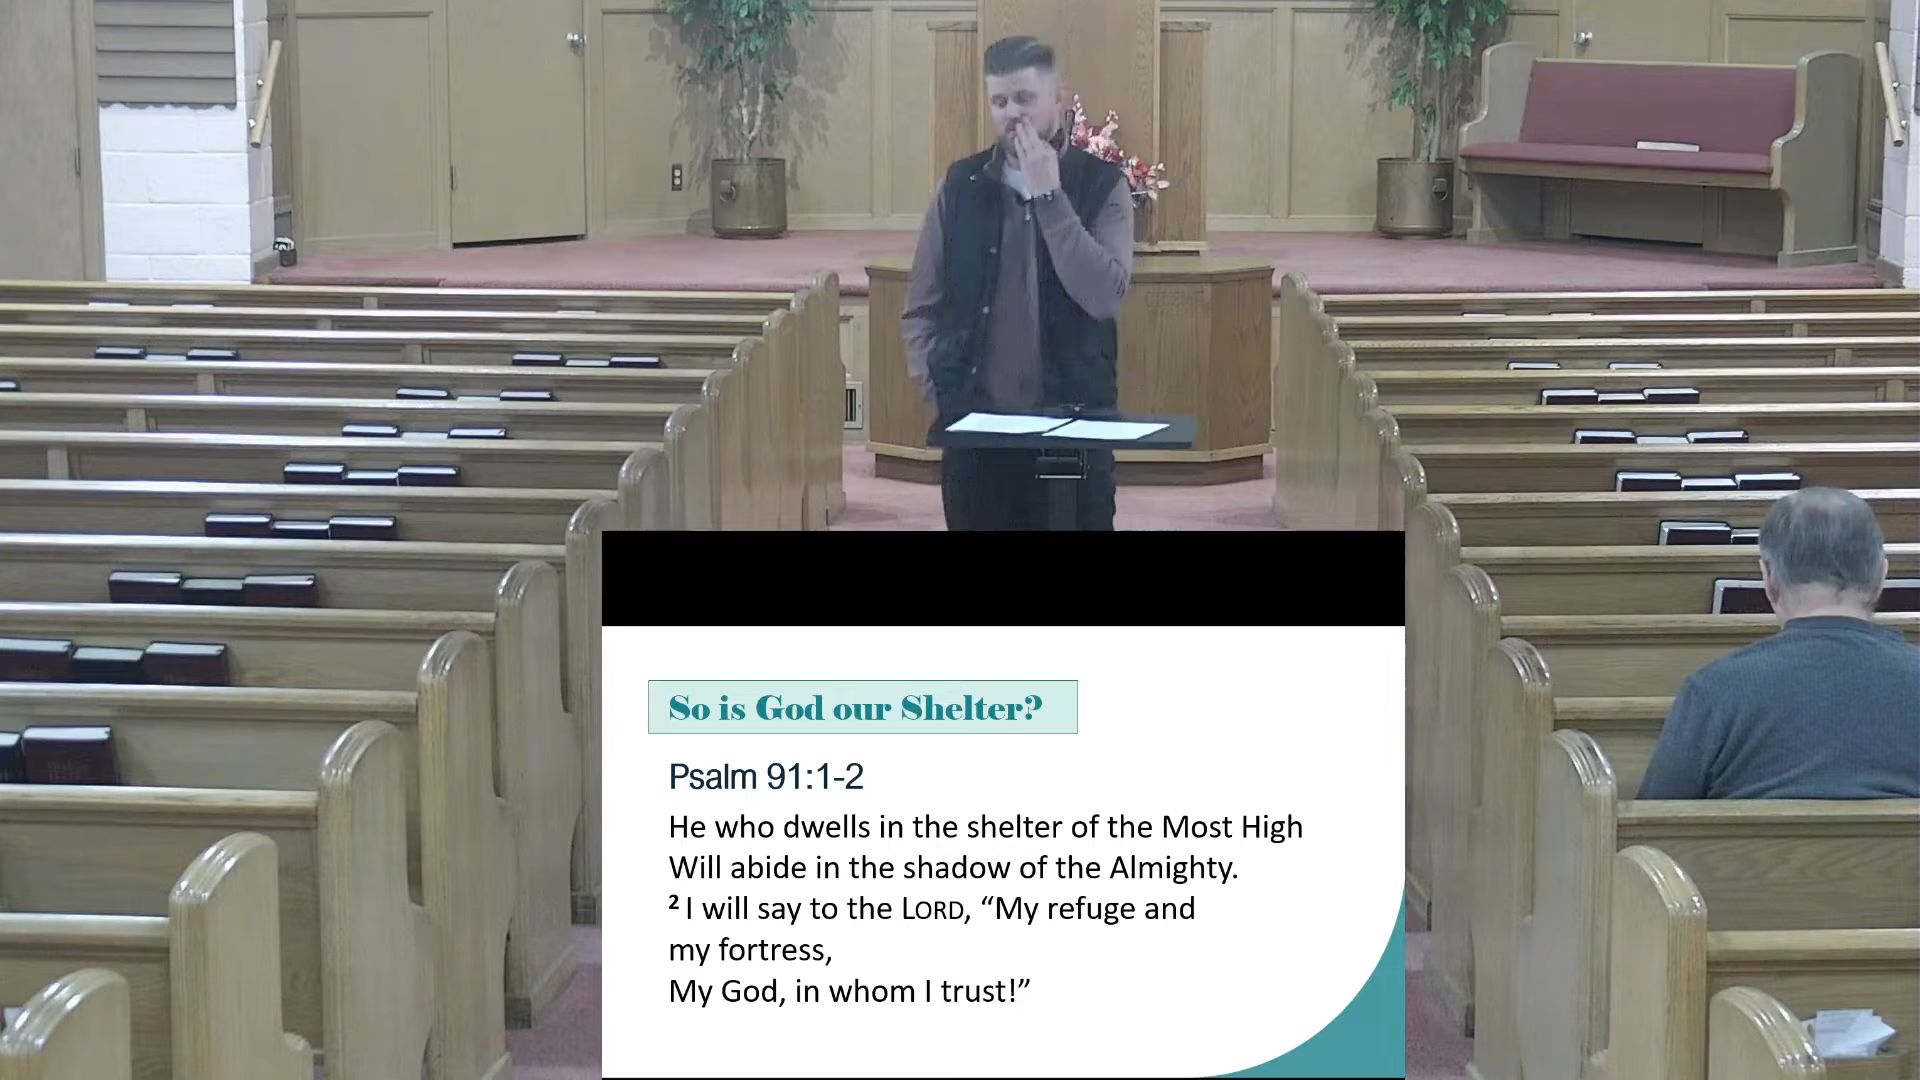 So is God our Shelter?
Psalm 91:1-2
He who dwells in the shelter of the Most High
Will abide in the shadow of the Almighty.
2 I will say to the LORD, “My refuge and
my fortress,
My God, in whom I trust!”